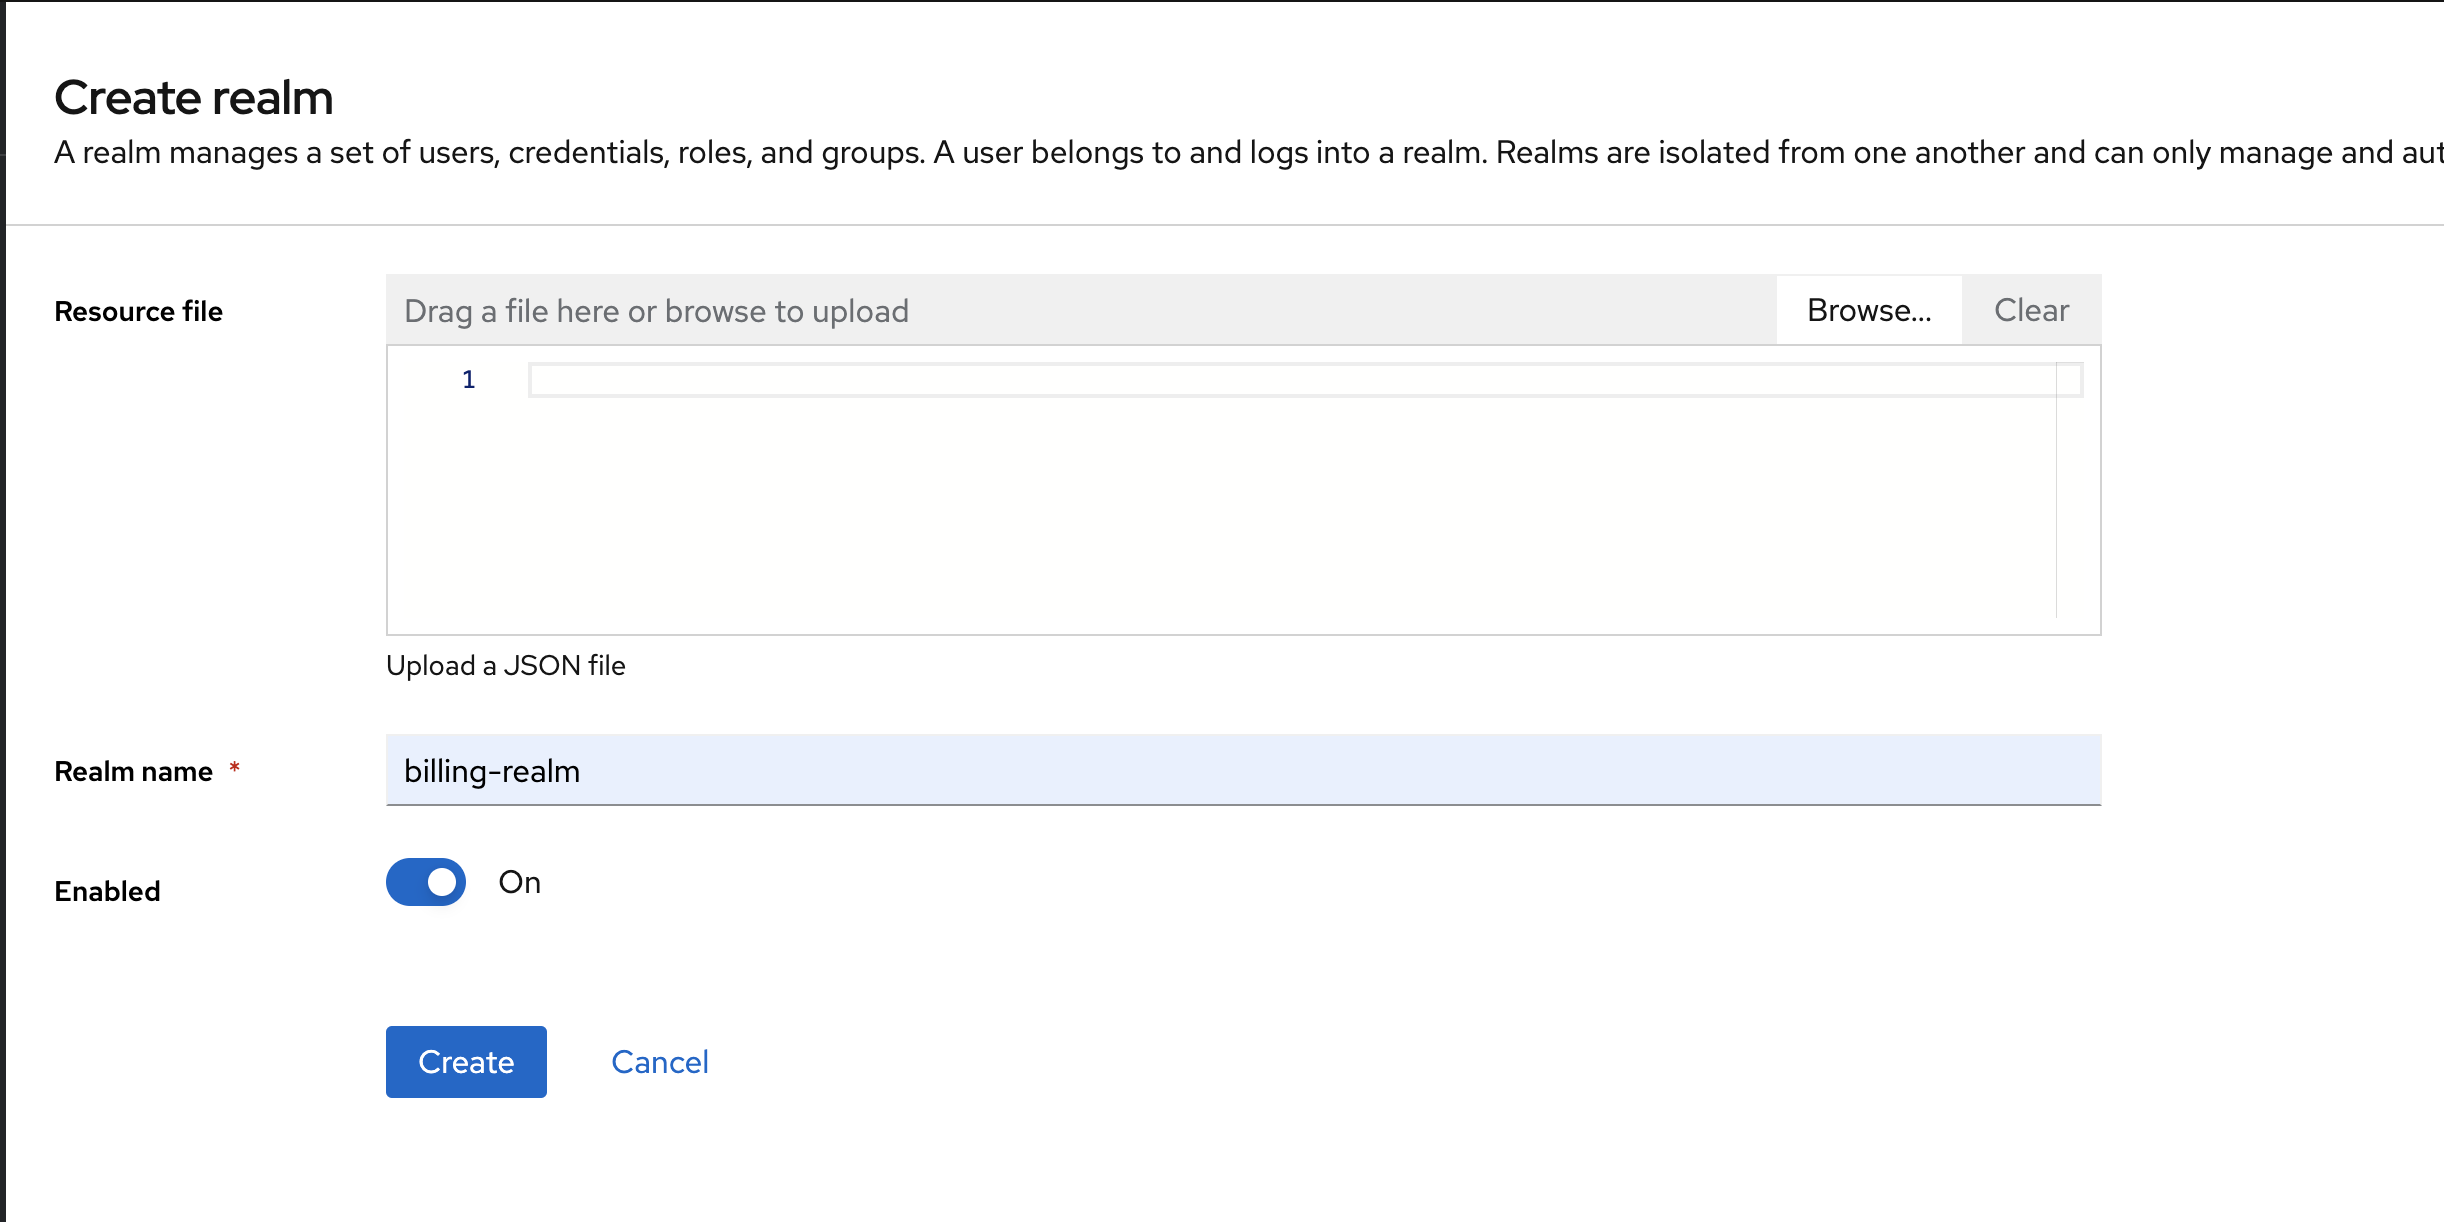 Create realm
A realm manages a set of users, credentials, roles, and groups. A user belongs to and logs into a realm. Realms are isolated from one another and can only manage and
Resource file
Drag a file here or browse to upload
Browse...
Clear
1
Upload a JSON file
Realm name *
billing-realm
Enabled
On
Create
Cancel